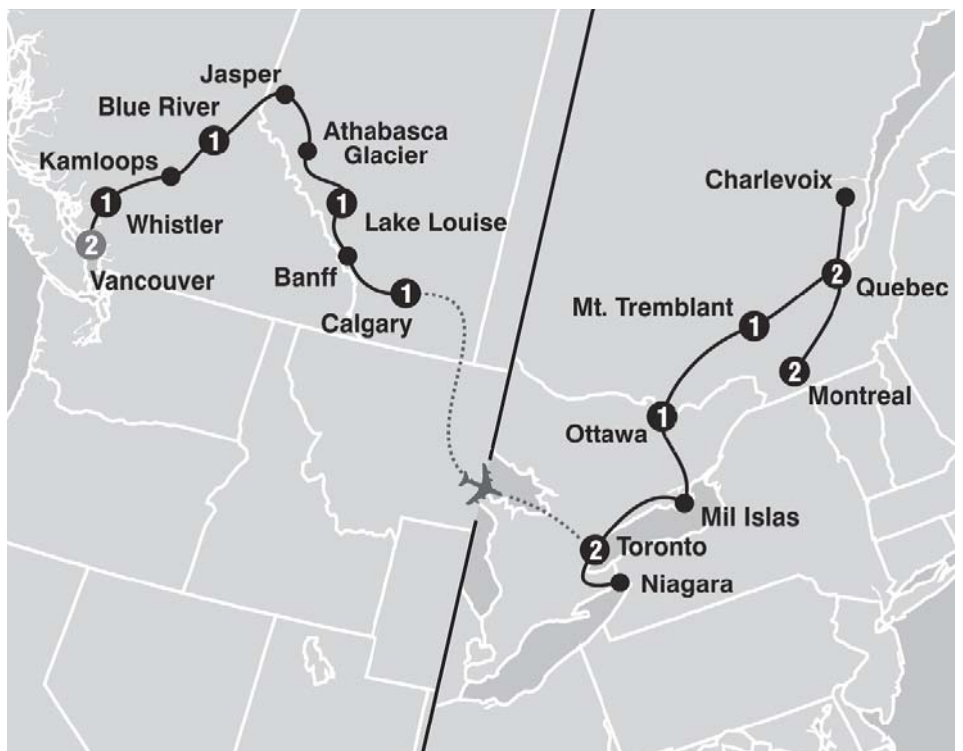 Jasper
Blue River
1
Athabasca
Glacier
Kamloops
1
Whistler
1
Lake Louise
2
Vancouver
Banff
1
Calgary
Charlevoix
2
Quebec
Mt. Tremblant
1
2
Montreal
1
Ottawa
Mil Islas
2
Toronto
Niagara